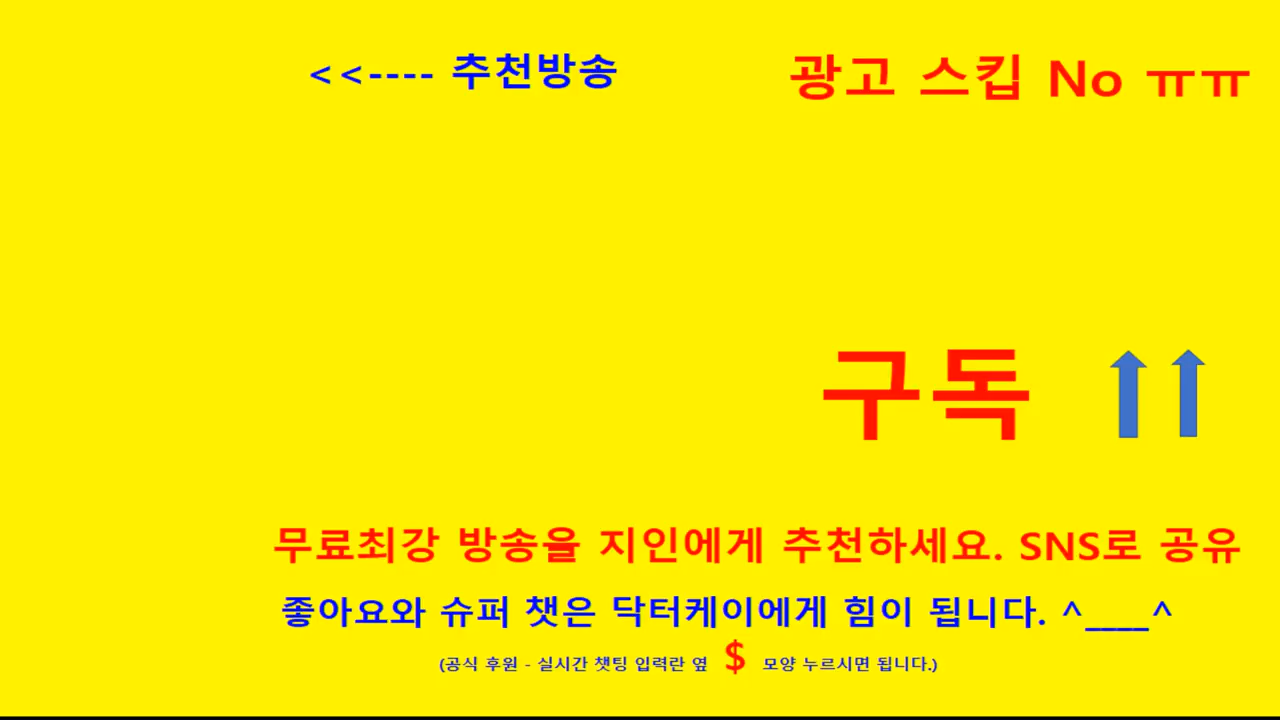 <<---- 추천방송
광고 스킵 No ㅠㅠ
구독
무료최강 방송을 지인에게 추천하세요. SNS로 공유
좋아요와 슈퍼 챗은 닥터케이에게 힘이 됩니다. ^____^
(공식 후원 - 실시간 챗팅 입력란 옆 $ 모양 누르시면 됩니다.)